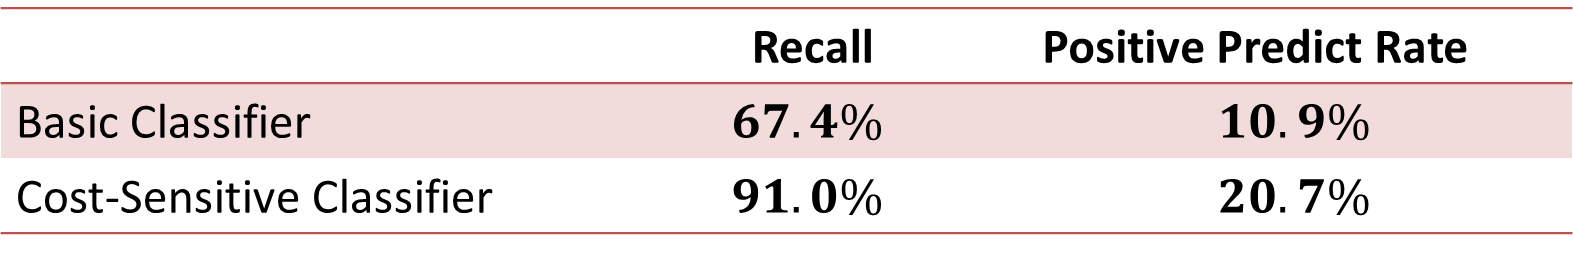 Recall Positive Predict Rate
Basic Classifier 67.4% 10.9%
Cost-Sensitive Classifier 91.0% 20.7%